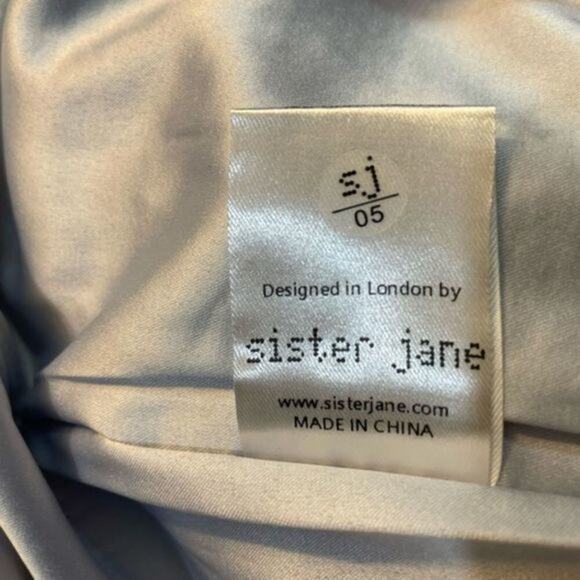 sj
05
Designed in London by
sister jane
www.sisterjane.com
MADE IN CHINA